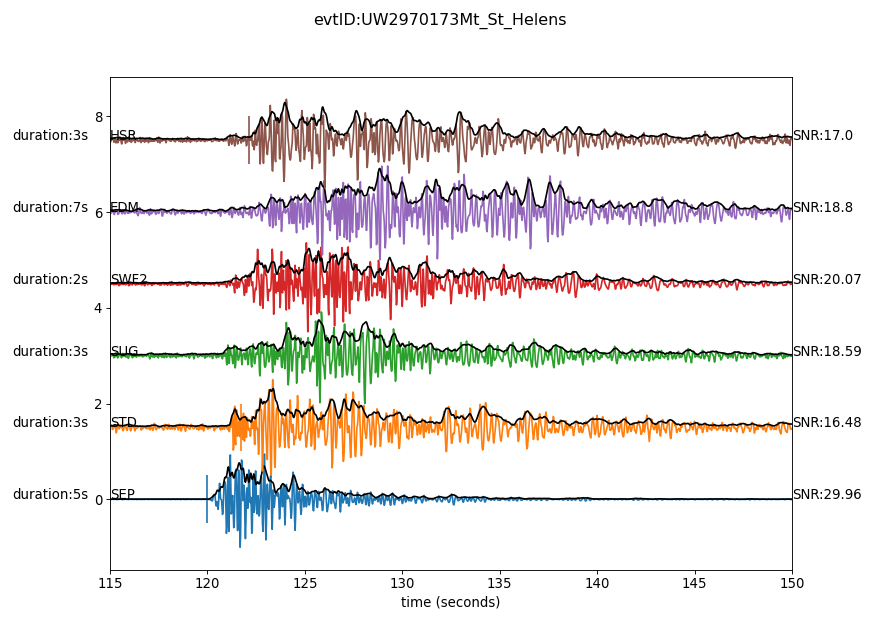 evtID:UW2970173Mt_St_Helens
8
duration:3s HSR SNR:17.0
duration:7s EDM SNR:18.8
6
duration:2s SWF2 SNR:20.07
4
duration:3s SUG SNR:18.59
2
duration:3s STD SNR:16.48
duration:5s SEP SNR:29.96
0
115 120 125 130 135 140 145 150
time (seconds)